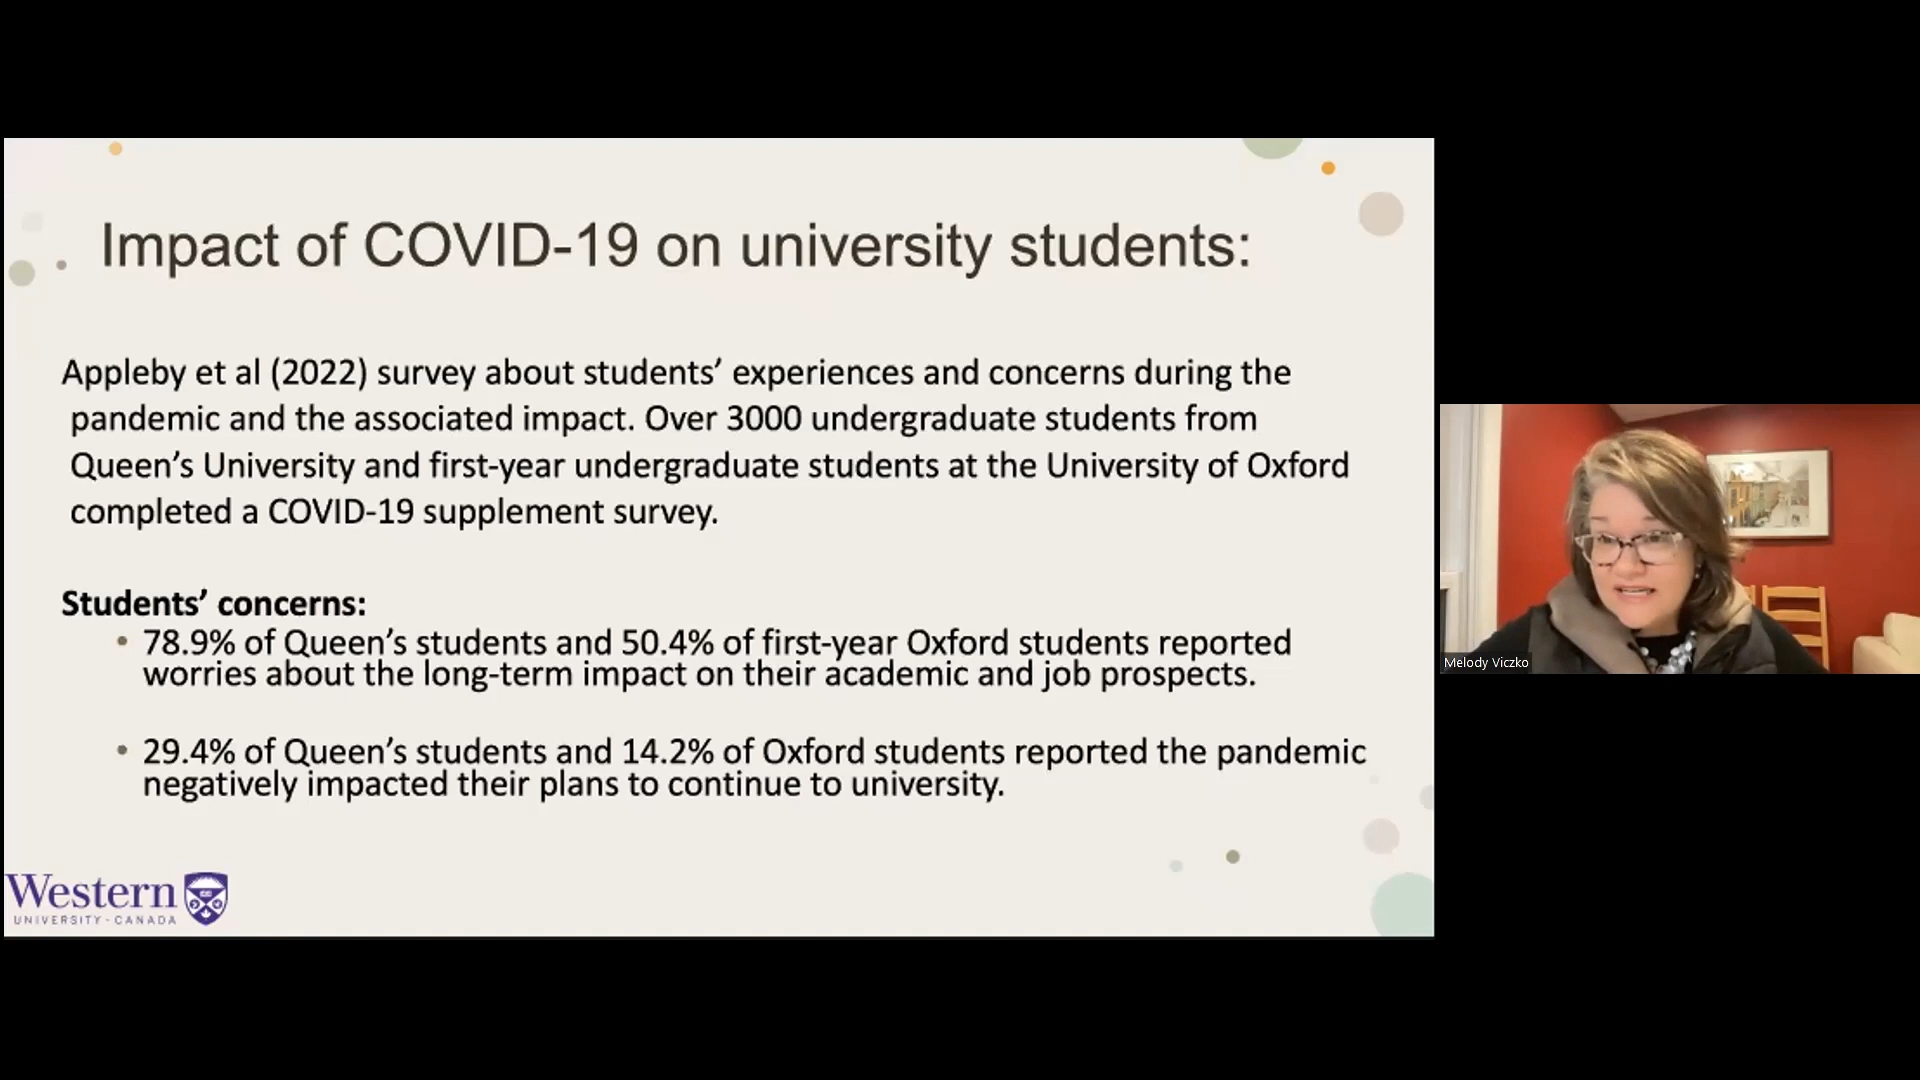 Impact of COVID-19 on university students:
Appleby et al (2022) survey about students’ experiences and concerns during the
pandemic and the associated impact. Over 3000 undergraduate students from
Queen’s University and first-year undergraduate students at the University of Oxford
completed a COVID-19 supplement survey.
Students’ concerns:
• 78.9% of Queen’s students and 50.4% of first-year Oxford students reported
worries about the long-term impact on their academic and job prospects.
• 29.4% of Queen’s students and 14.2% of Oxford students reported the pandemic
negatively impacted their plans to continue to university.
Western
UNIVERSITY · CANADA
Melody Viczko